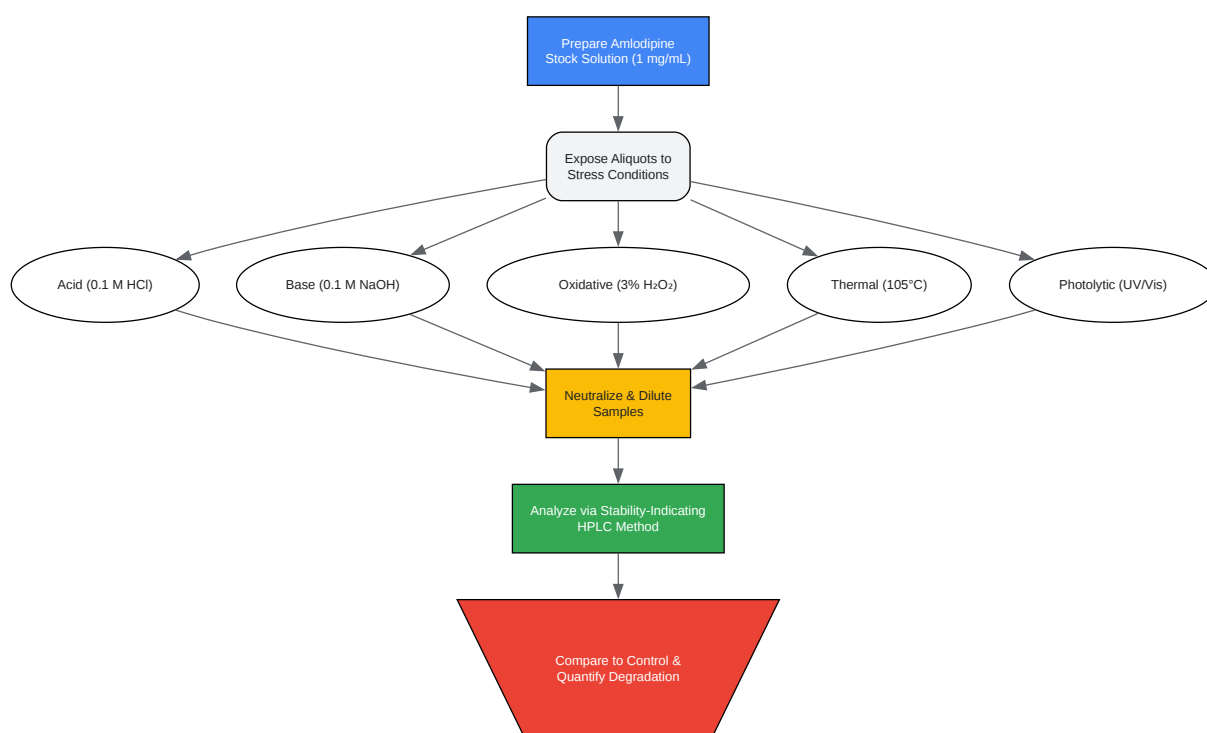 Prepare Amlodipine
Stock Solution (1 mg/mL)
Expose Aliquots to
Stress Conditions
Acid (0.1 M HCl)
Base (0.1 M NaOH)
Oxidative (3% H₂O₂)
Thermal (105°C)
Photolytic (UV/Vis)
Neutralize & Dilute
Samples
Analyze via Stability-Indicating
HPLC Method
Compare to Control &
Quantify Degradation